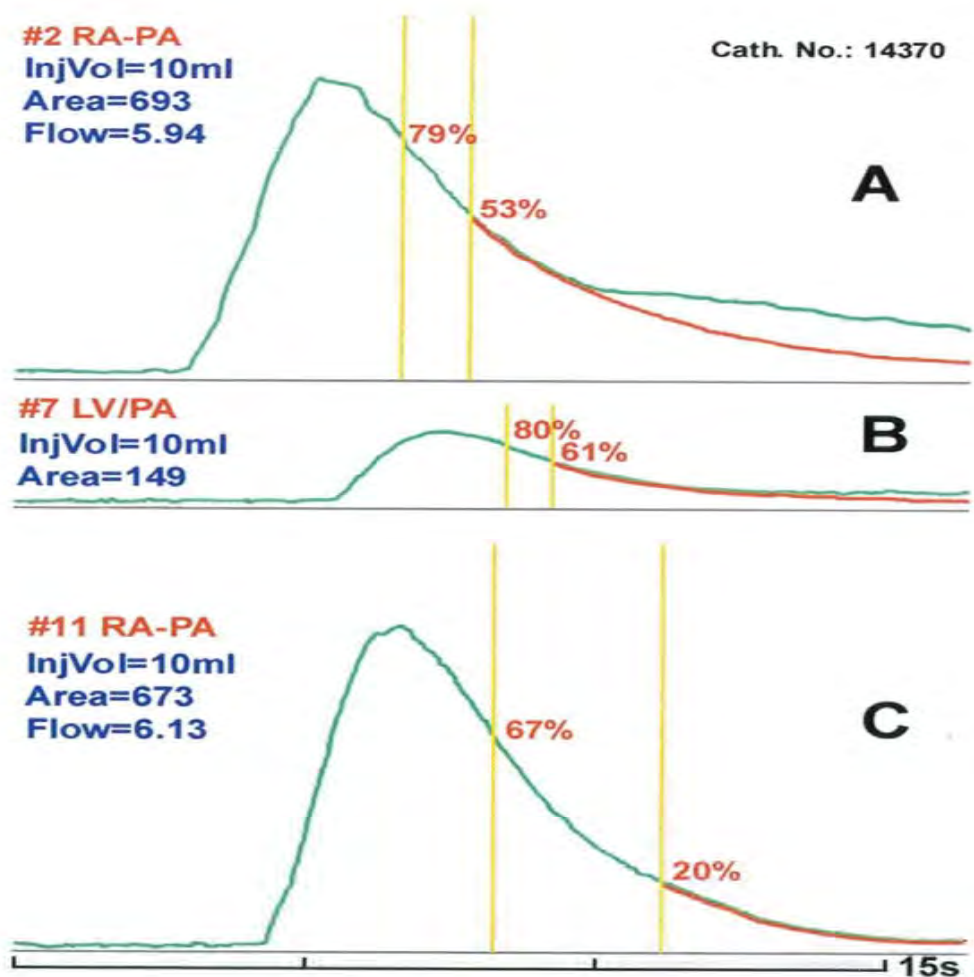 #2 RA-PA
InjVol=10ml
Area=693
Flow=5.94
Cath. No.: 14370
79%
53%
A
#7 LV/PA
InjVol=10ml
Area=149
80%
61%
B
#11 RA-PA
InjVol=10ml
Area=673
Flow=6.13
67%
20%
C
15s